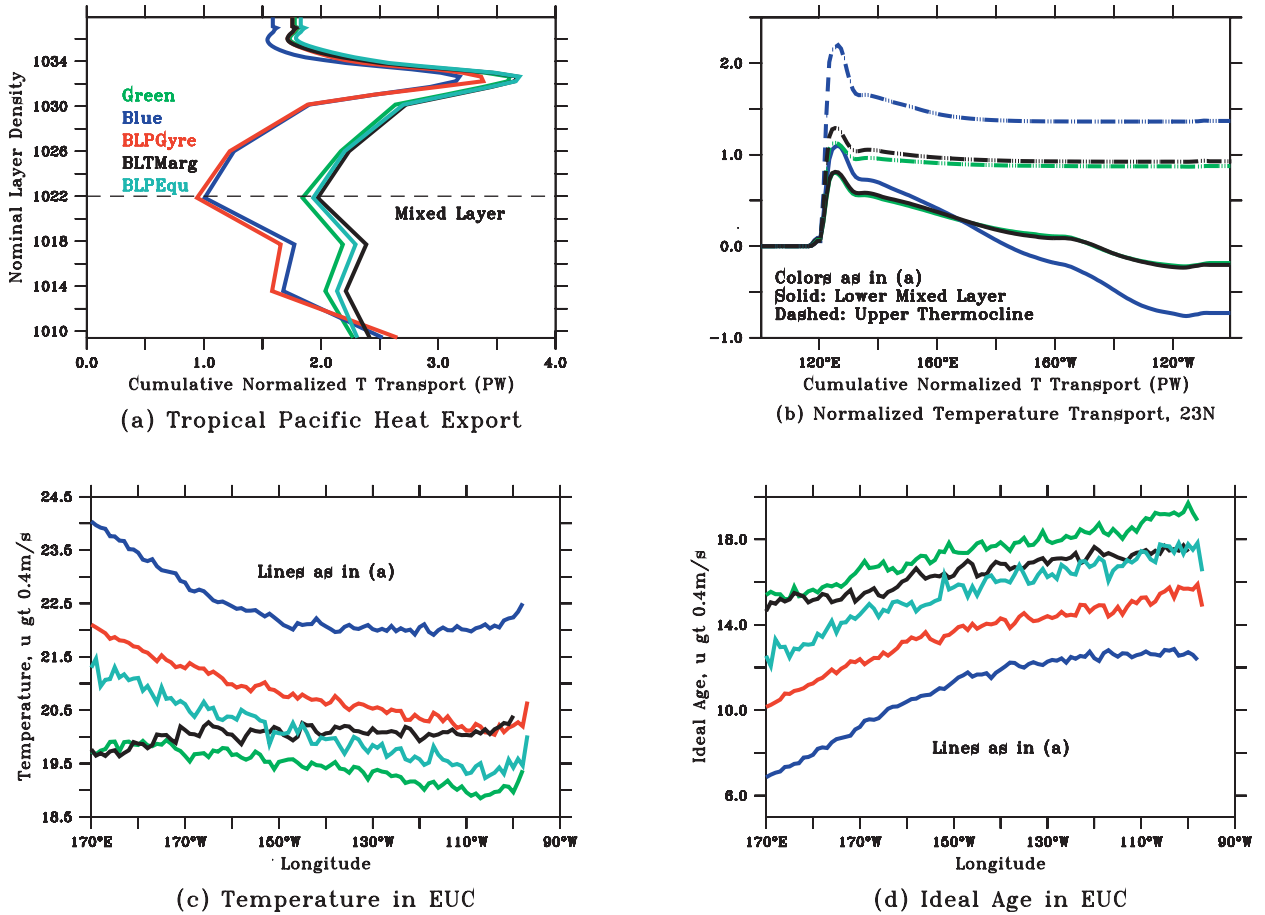 Nominal Layer Density
1034
1030
1026
1022
1018
1014
1010
Green
Blue
BLPGyre
BLTMarg
BLPEqu
Mixed Layer
0.0 1.0 2.0 3.0 4.0
Cumulative Normalized T Transport (PW)
(a) Tropical Pacific Heat Export
2.0
1.0
0.0
-1.0
Colors as in (a)
Solid: Lower Mixed Layer
Dashed: Upper Thermocline
120°E 160°E 160°W 120°W
Cumulative Normalized T Transport (PW)
(b) Normalized Temperature Transport, 23N
Temperature, u gt 0.4m/s
24.5
23.5
22.5
21.5
20.5
19.5
18.5
Lines as in (a)
170°E 170°W 150°W 130°W 110°W 90°W
Longitude
(c) Temperature in EUC
Ideal Age, u gt 0.4m/s
18.0
14.0
10.0
6.0
Lines as in (a)
170°E 170°W 150°W 130°W 110°W 90°W
Longitude
(d) Ideal Age in EUC